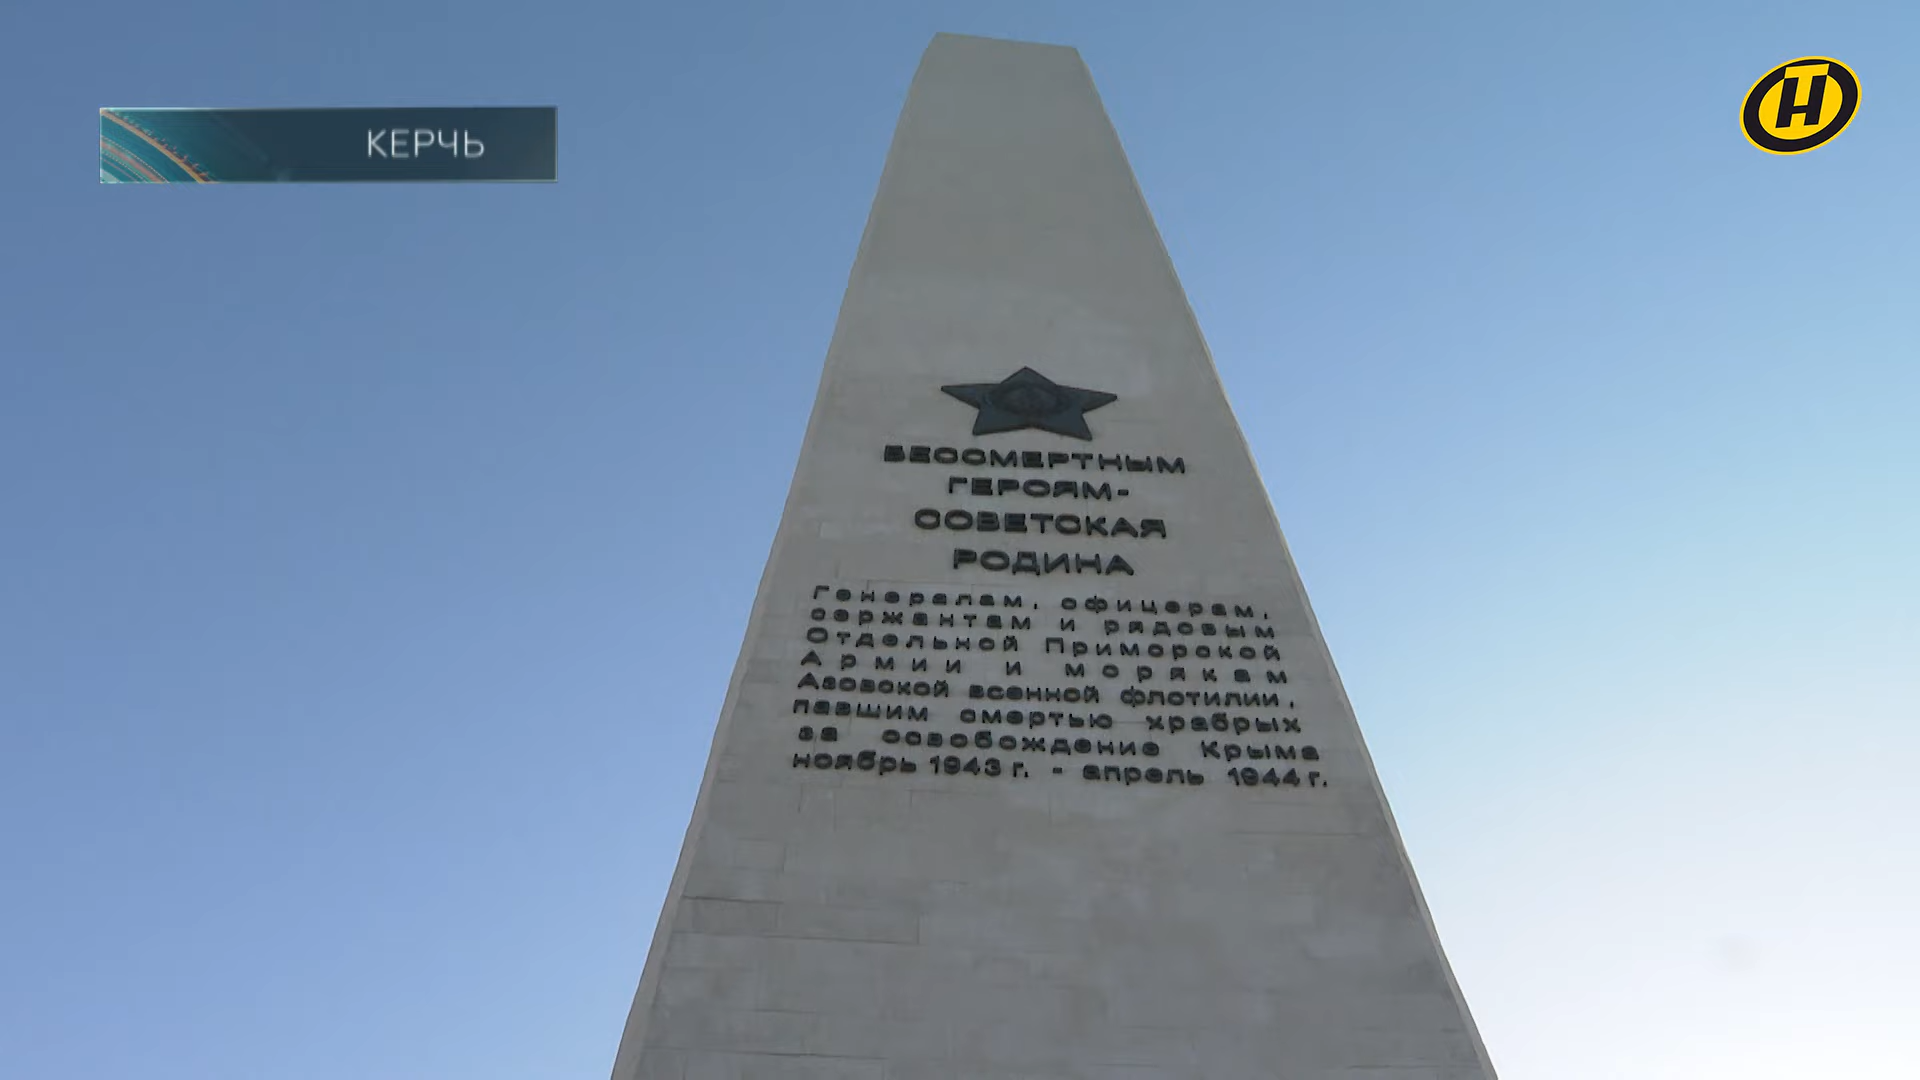 КЕРЧЬ
ТН
БЕССМЕРТНЫМ
ГЕРОЯМ-
СОВЕТСКАЯ
РОДИНА
Генералам, офицерам,
сержантам и рядовым
Отдельной Приморской
Армии и морякам
Азовской военной флотилии,
павшим смертью храбрых
за освобождение Крыма
ноябрь 1943 г. - апрель 1944 г.